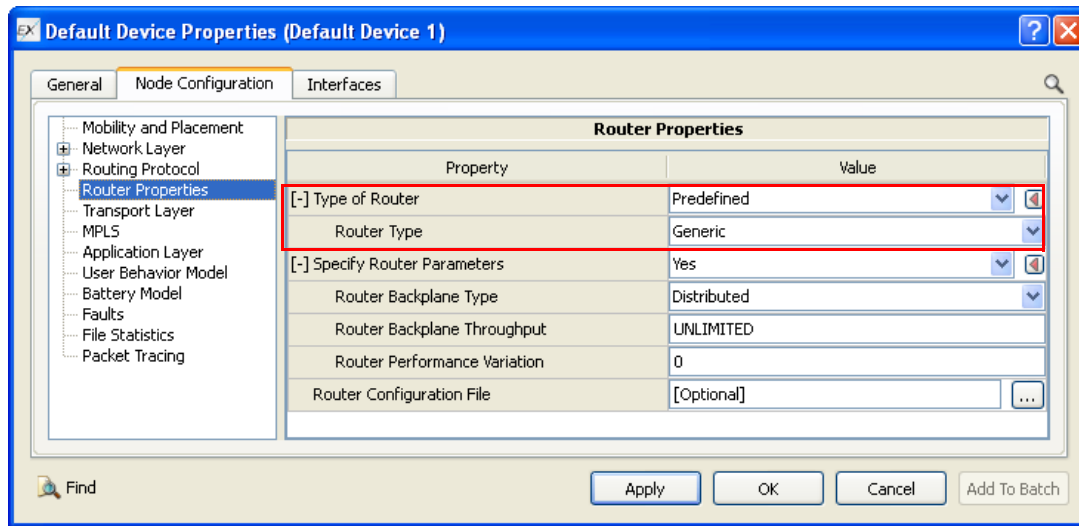 EX Default Device Properties (Default Device 1)
General Node Configuration Interfaces
Mobility and Placement
Network Layer
Routing Protocol
Router Properties
Transport Layer
MPLS
Application Layer
User Behavior Model
Battery Model
Faults
File Statistics
Packet Tracing
Router Properties
Property Value
[-] Type of Router Predefined
Router Type Generic
[-] Specify Router Parameters Yes
Router Backplane Type Distributed
Router Backplane Throughput UNLIMITED
Router Performance Variation 0
Router Configuration File [Optional] ...
Find Apply OK Cancel Add To Batch